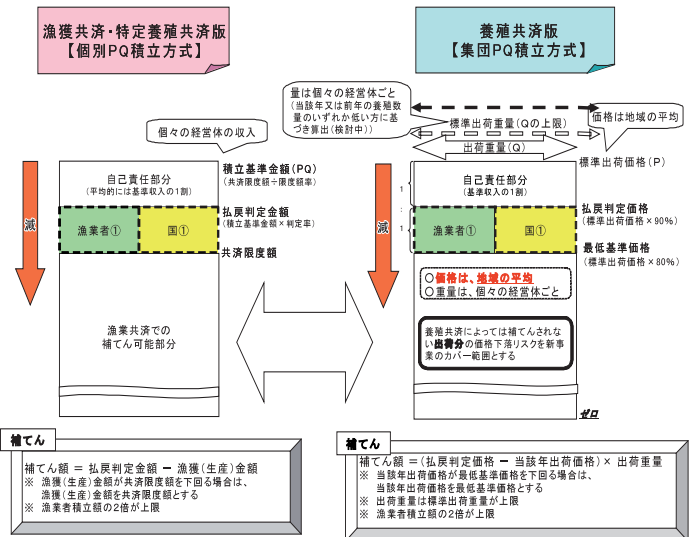 漁獲共済・特定養殖共済版
【個別PQ積立方式】
個々の経営体の収入
減
自己責任部分
(平均的には基準収入の1割)
積立基準金額(PQ)
(共済限度額÷限度額率)
払戻判定金額
(積立基準金額×判定率)
漁業者①
国①
共済限度額
漁業共済での
補てん可能部分
補てん
補てん額 = 払戻判定金額 － 漁獲(生産)金額
※ 漁獲(生産)金額が共済限度額を下回る場合は、
漁獲(生産)金額を共済限度額とする
※ 漁業者積立額の2倍が上限
養殖共済版
【集団PQ積立方式】
量は個々の経営体ごと
(当該年又は前年の養殖数
量のいずれか低い方に基
づき算出(検討中))
価格は地域の平均
標準出荷重量(Qの上限)
出荷重量(Q)
標準出荷価格(P)
減
1
:
1
自己責任部分
(基準収入の1割)
払戻判定価格
(標準出荷価格×90%)
漁業者①
国①
最低基準価格
(標準出荷価格×80%)
○価格は、地域の平均
○重量は、個々の経営体ごと
養殖共済によっては補てんされ
ない出荷分の価格下落リスクを新事
業のカバー範囲とする
ゼロ
補てん
補てん額 =(払戻判定価格 － 当該年出荷価格)× 出荷重量
※ 当該年出荷価格が最低基準価格を下回る場合は、
当該年出荷価格を最低基準価格とする
※ 出荷重量は標準出荷重量が上限
※ 漁業者積立額の2倍が上限